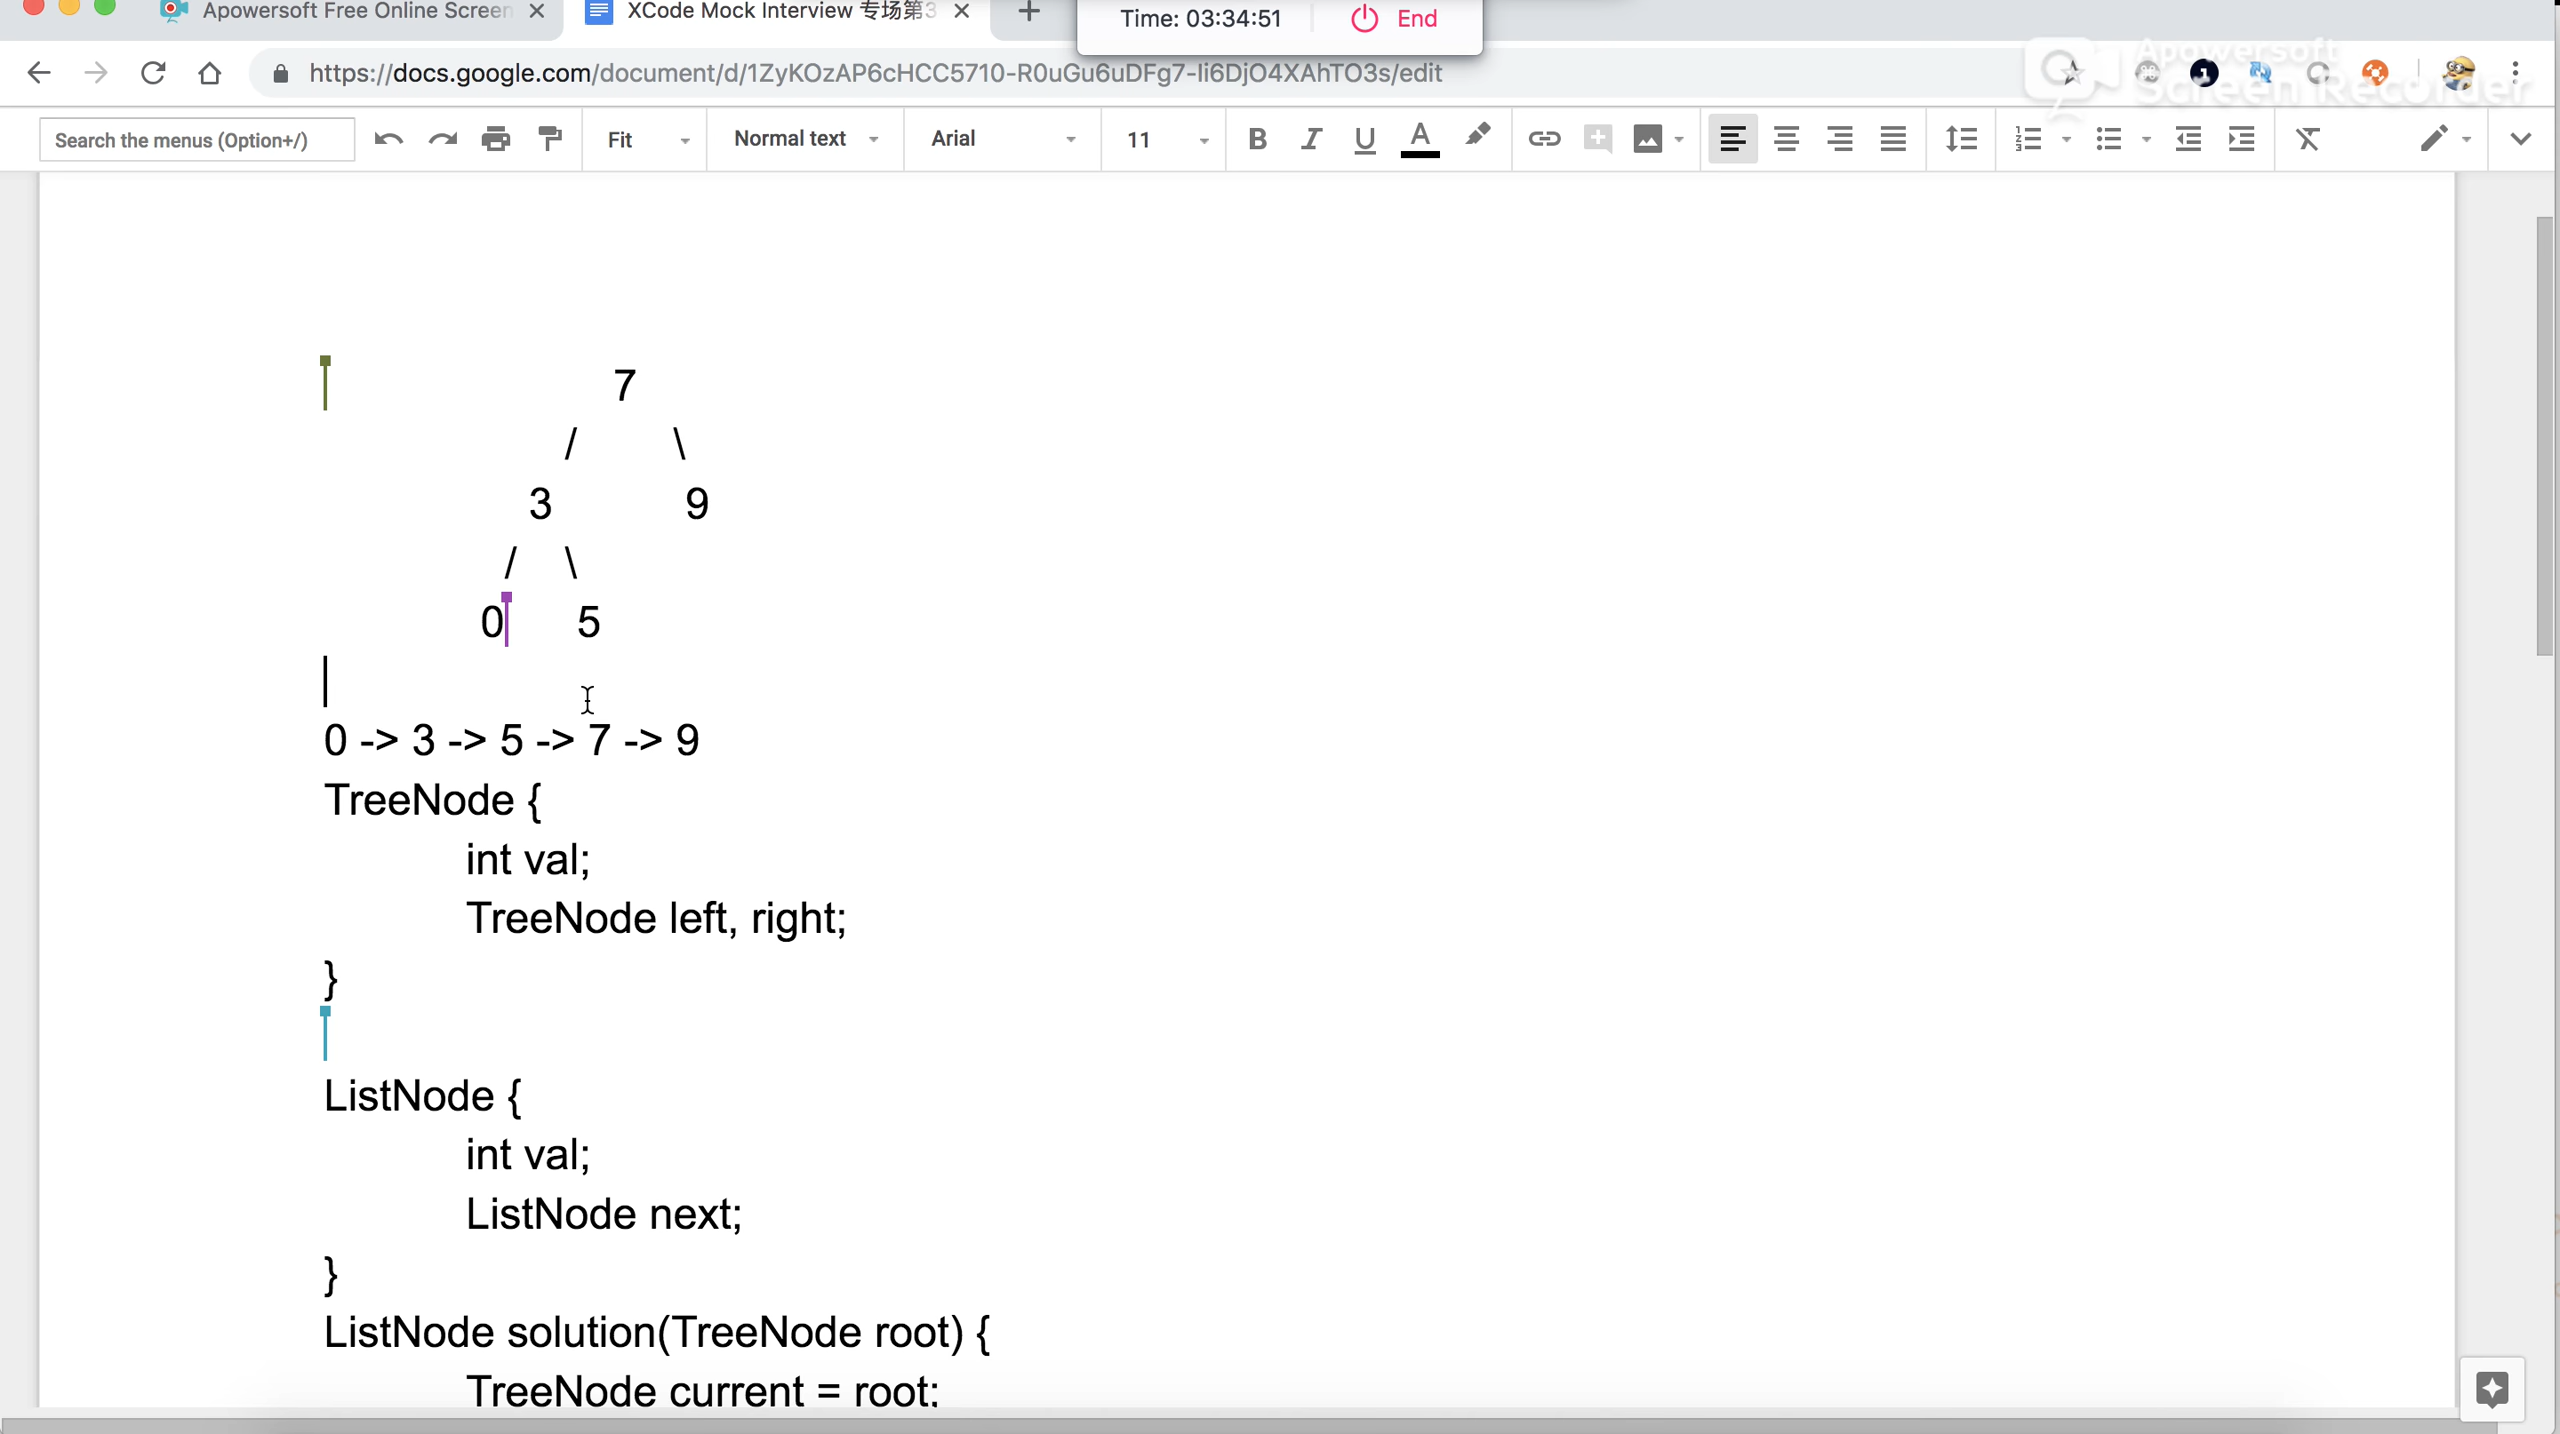 Apowersoft Free Online Screen
XCode Mock Interview 专场第3
Time: 03:34:51
End
https://docs.google.com/document/d/1ZyKOzAP6cHCC5710-R0uGu6uDFg7-li6DjO4XAhTO3s/edit
Apowersoft
Screen Recorder
Search the menus (Option+/)
Fit
Normal text
Arial
11
7
/ \
3 9
/ \
0 5
0 -> 3 -> 5 -> 7 -> 9
TreeNode {
int val;
TreeNode left, right;
}
ListNode {
int val;
ListNode next;
}
ListNode solution(TreeNode root) {
TreeNode current = root;